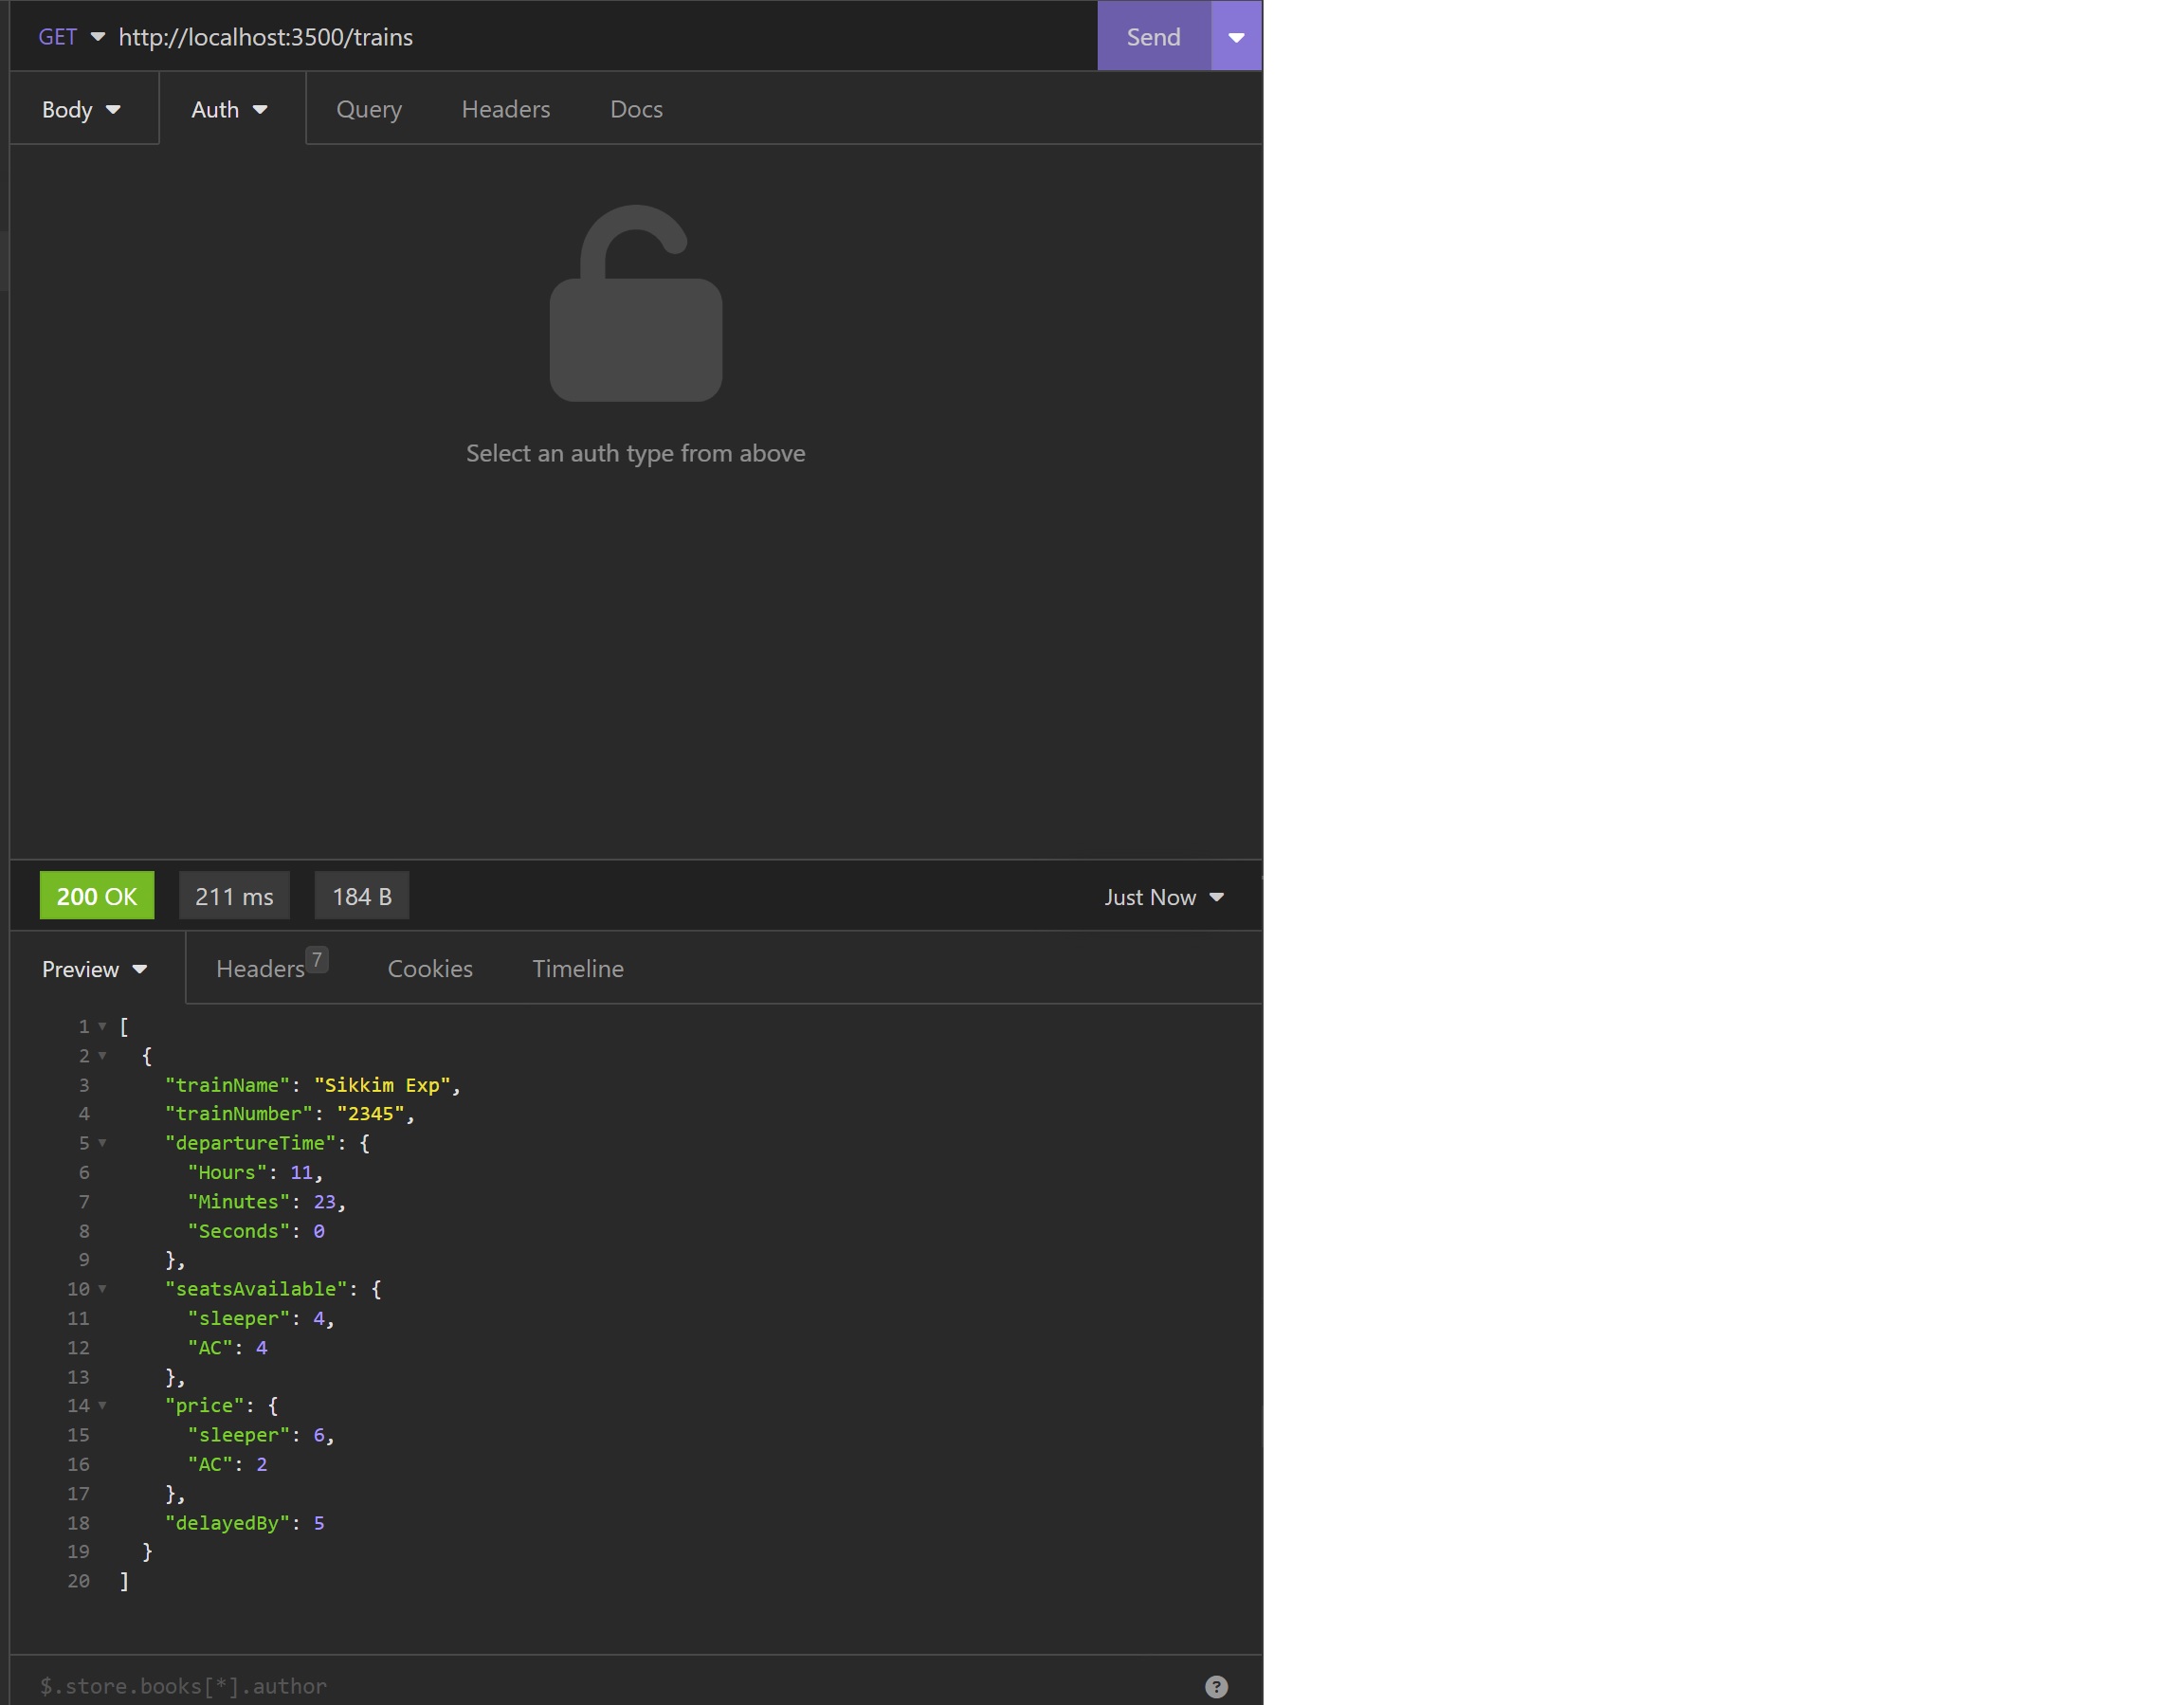 GET http://localhost:3500/trains Send
Body Auth Query Headers Docs
Select an auth type from above
200 OK 211 ms 184 B Just Now
Preview Headers 7 Cookies Timeline
1 [
2 {
3 "trainName": "Sikkim Exp",
4 "trainNumber": "2345",
5 "departureTime": {
6 "Hours": 11,
7 "Minutes": 23,
8 "Seconds": 0
9 },
10 "seatsAvailable": {
11 "sleeper": 4,
12 "AC": 4
13 },
14 "price": {
15 "sleeper": 6,
16 "AC": 2
17 },
18 "delayedBy": 5
19 }
20 ]
$.store.books[*].author ?